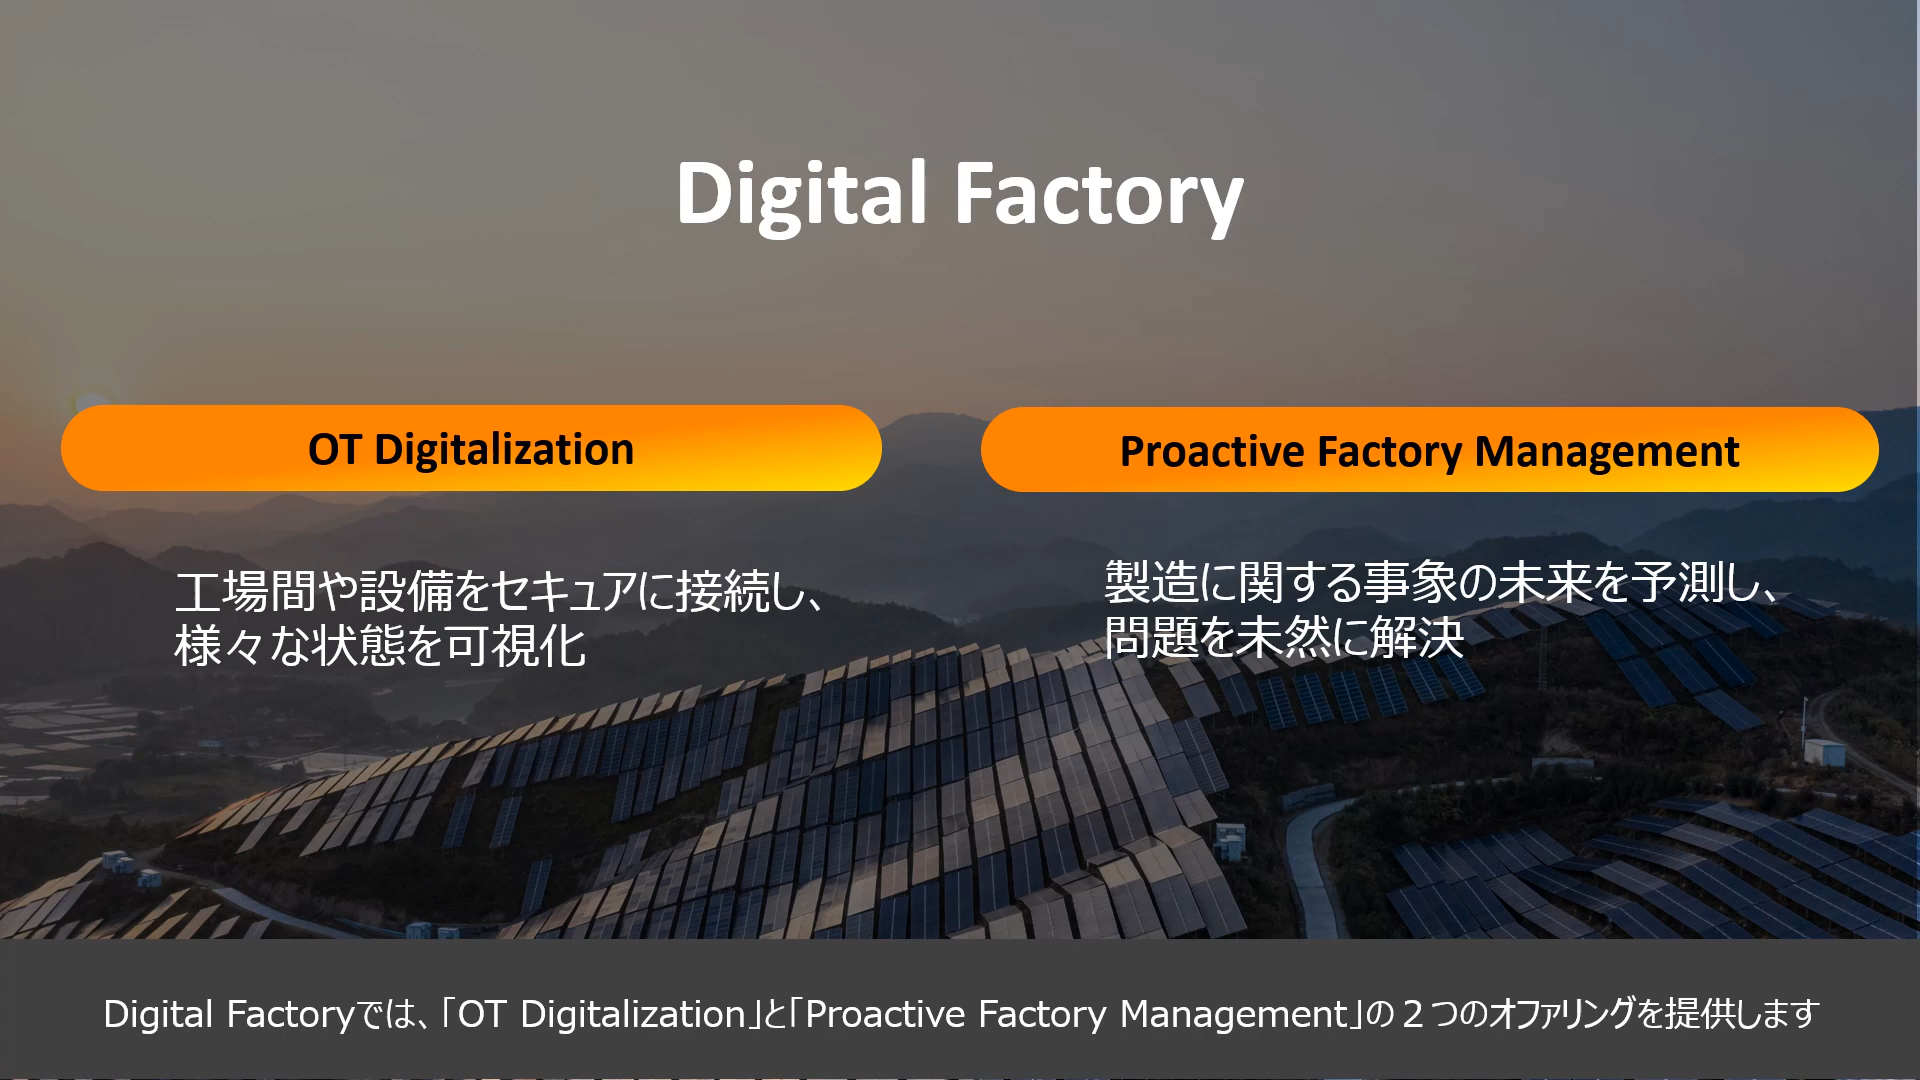 Digital Factory
OT Digitalization
工場間や設備をセキュアに接続し、
様々な状態を可視化
Proactive Factory Management
製造に関する事象の未来を予測し、
問題を未然に解決
Digital Factoryでは、「OT Digitalization」と「Proactive Factory Management」の２つのオファリングを提供します